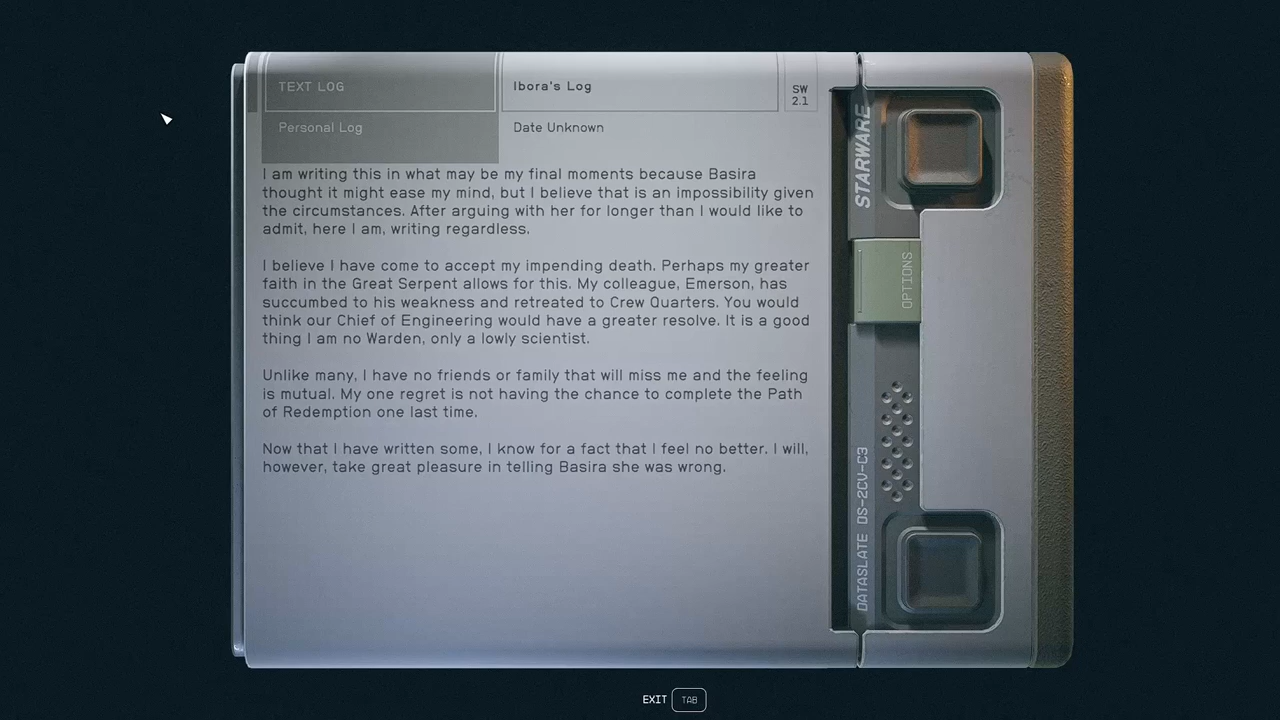 TEXT LOG
Ibora's Log
SW
2.1
Personal Log
Date Unknown
I am writing this in what may be my final moments because Basira
thought it might ease my mind, but I believe that is an impossibility given
the circumstances. After arguing with her for longer than I would like to
admit, here I am, writing regardless.
I believe I have come to accept my impending death. Perhaps my greater
faith in the Great Serpent allows for this. My colleague, Emerson, has
succumbed to his weakness and retreated to Crew Quarters. You would
think our Chief of Engineering would have a greater resolve. It is a good
thing I am no Warden, only a lowly scientist.
Unlike many, I have no friends or family that will miss me and the feeling
is mutual. My one regret is not having the chance to complete the Path
of Redemption one last time.
Now that I have written some, I know for a fact that I feel no better. I will,
however, take great pleasure in telling Basira she was wrong.
STARWARE
OPTIONS
DATASLATE DS-2CV-C3
EXIT TAB